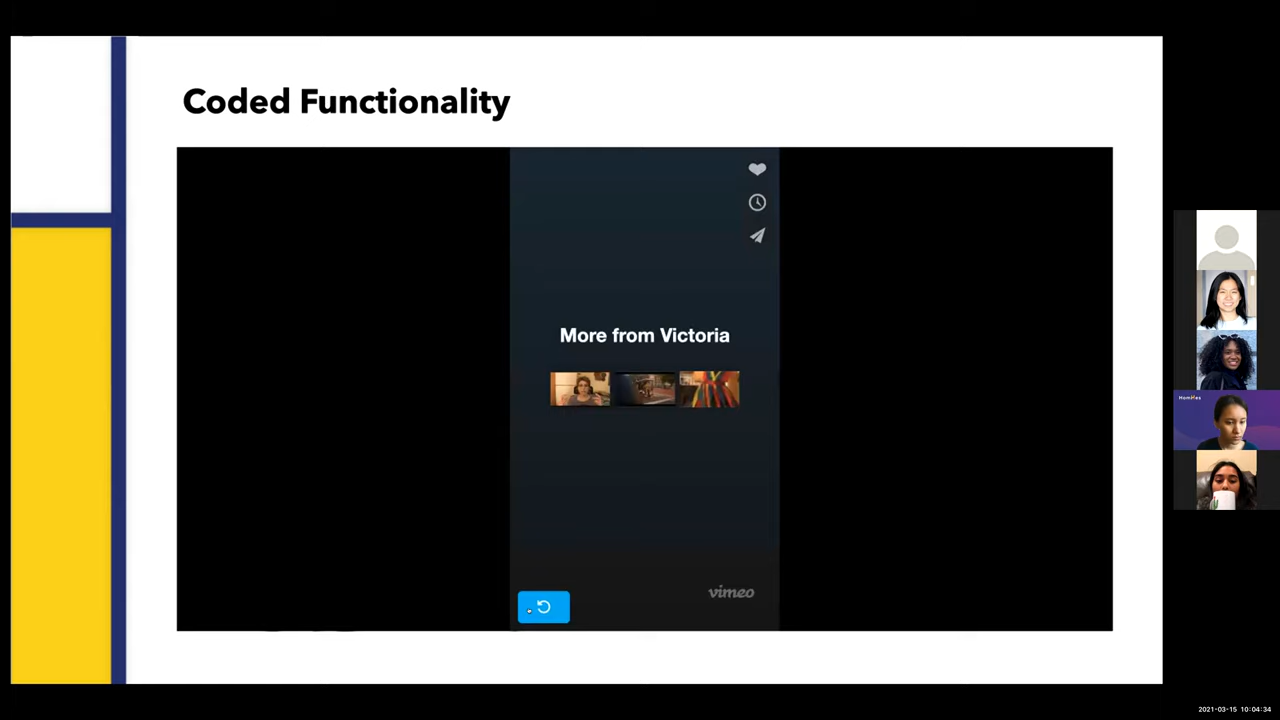 Coded Functionality
More from Victoria
vimeo
2021-03-15 10:04:34